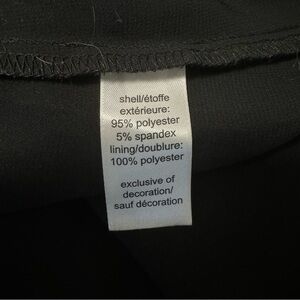 shell/étoffe
extérieure:
95% polyester
5% spandex
lining/doublure:
100% polyester
exclusive of
decoration/
sauf décoration